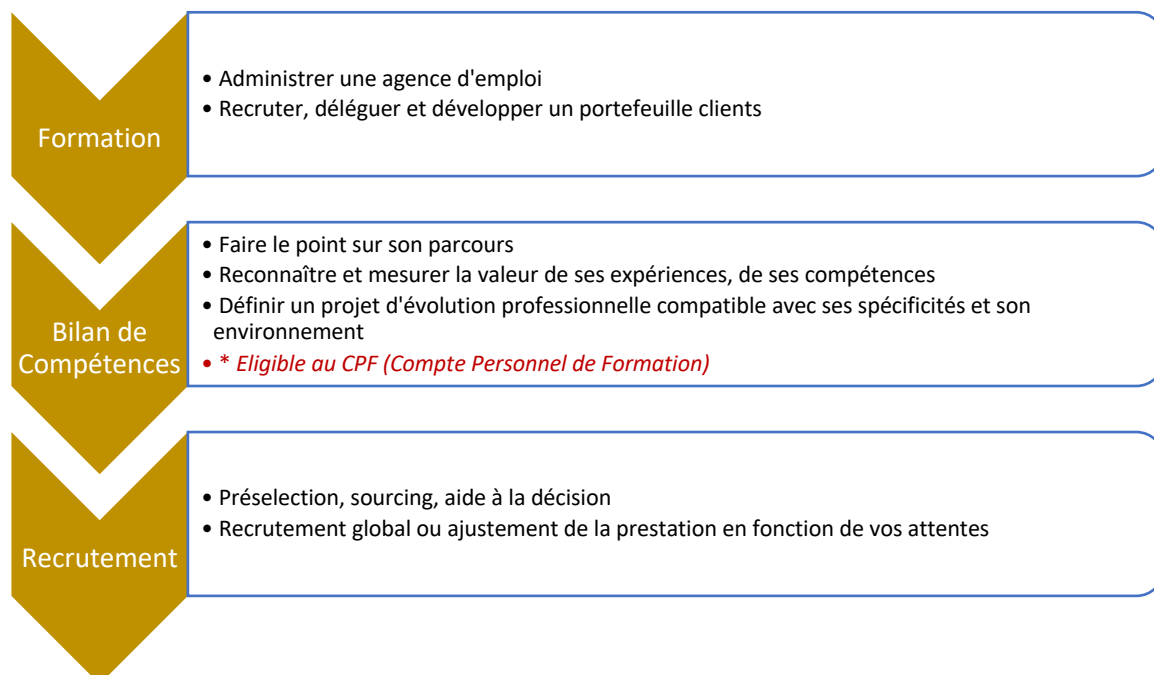 Formation
• Administrer une agence d'emploi
• Recruter, déléguer et développer un portefeuille clients
Bilan de
Compétences
• Faire le point sur son parcours
• Reconnaître et mesurer la valeur de ses expériences, de ses compétences
• Définir un projet d'évolution professionnelle compatible avec ses spécificités et son
environnement
• * Eligible au CPF (Compte Personnel de Formation)
Recrutement
• Préselection, sourcing, aide à la décision
• Recrutement global ou ajustement de la prestation en fonction de vos attentes